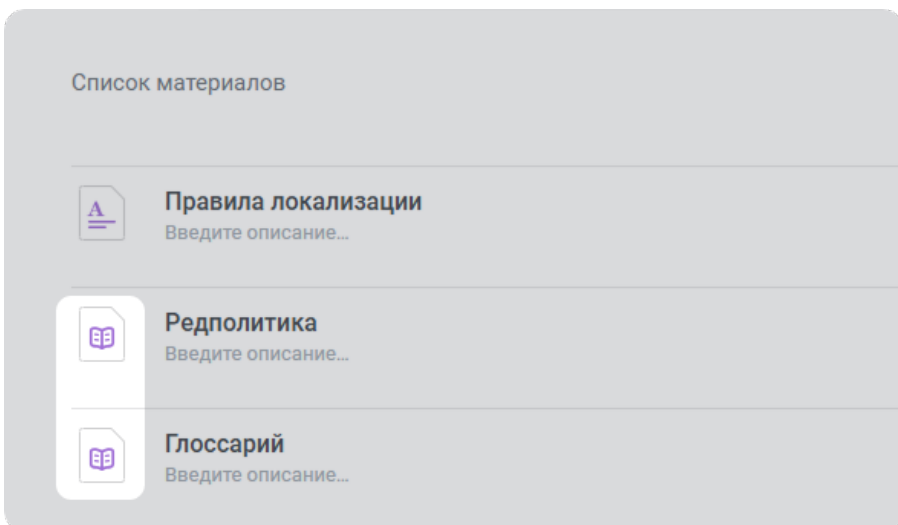 Список материалов
Правила локализации
Введите описание...
Редполитика
Введите описание...
Глоссарий
Введите описание...